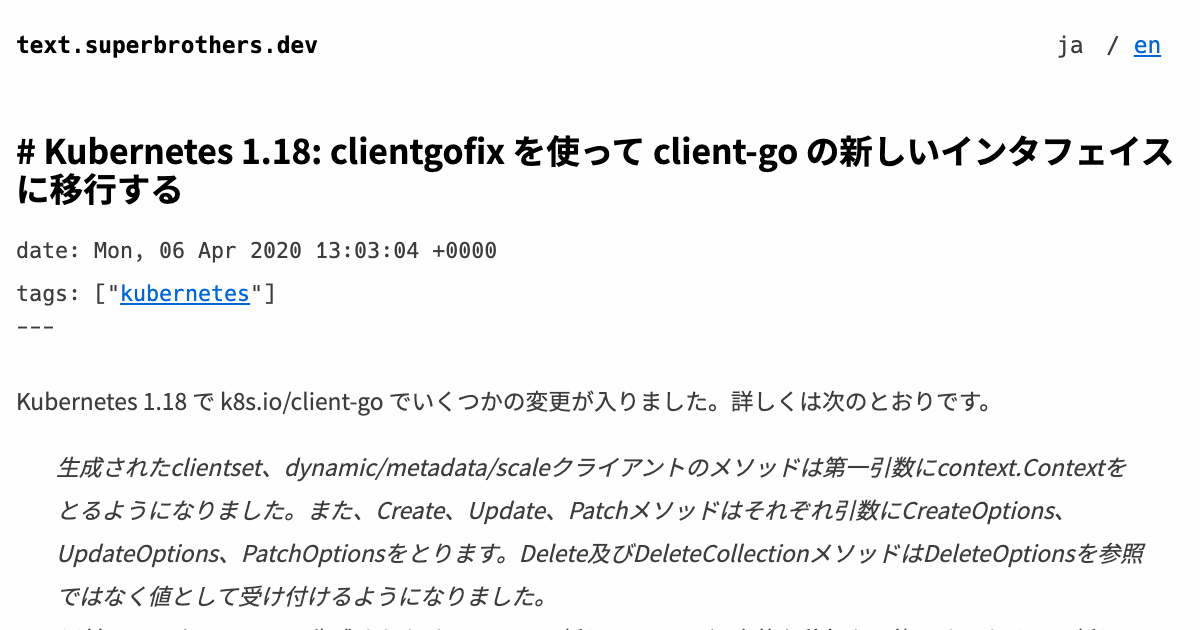 text.superbrothers.dev
ja / en
# Kubernetes 1.18: clientgofix を使って client-go の新しいインタフェイス
に移行する
date: Mon, 06 Apr 2020 13:03:04 +0000
tags: ["kubernetes"]
---
Kubernetes 1.18 で k8s.io/client-go でいくつかの変更が入りました。詳しくは次のとおりです。
生成されたclientset、dynamic/metadata/scaleクライアントのメソッドは第一引数にcontext.Contextを
とるようになりました。また、Create、Update、Patchメソッドはそれぞれ引数にCreateOptions、
UpdateOptions、PatchOptionsをとります。Delete及びDeleteCollectionメソッドはDeleteOptionsを参照
ではなく値として受け付けるようになりました。